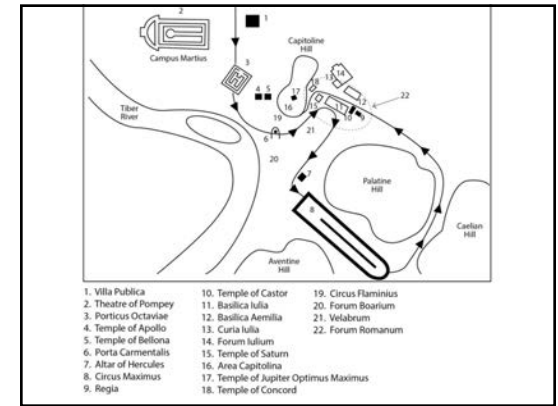 2
1
Campus Martius
Capitoline
Hill
3
4 5
17
18
13
14
16
15
11
12
10
9
22
19
21
6
20
Tiber
River
7
8
Palatine
Hill
Caelian
Hill
Aventine
Hill
1. Villa Publica
2. Theatre of Pompey
3. Porticus Octaviae
4. Temple of Apollo
5. Temple of Bellona
6. Porta Carmentalis
7. Altar of Hercules
8. Circus Maximus
9. Regia
10. Temple of Castor
11. Basilica Iulia
12. Basilica Aemilia
13. Curia Iulia
14. Forum Iulium
15. Temple of Saturn
16. Area Capitolina
17. Temple of Jupiter Optimus Maximus
18. Temple of Concord
19. Circus Flaminius
20. Forum Boarium
21. Velabrum
22. Forum Romanum